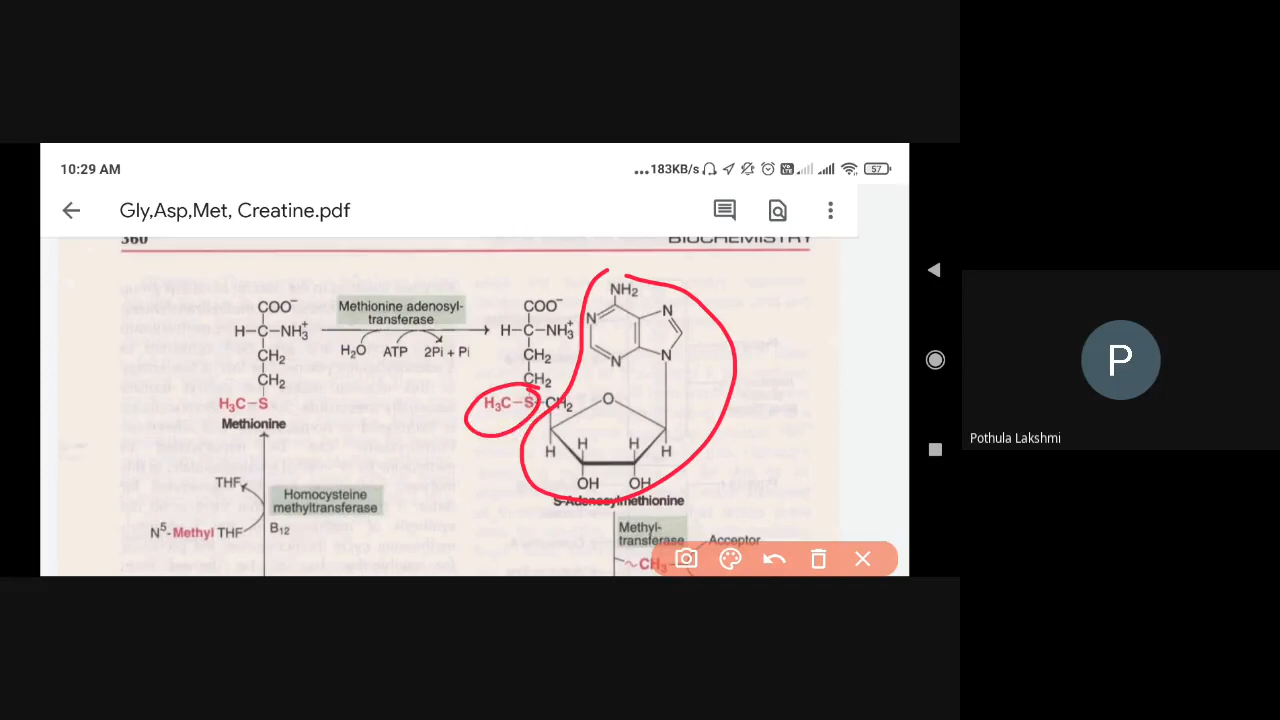 10:29 AM
...183KB/s
57
Gly,Asp,Met, Creatine.pdf
360
BIOCHEMISTRY
COO⁻
H–C–NH₃⁺
CH₂
CH₂
H₃C–S
Methionine
Methionine adenosyl-
transferase
H₂O
ATP
2Pi + Pi
COO⁻
H–C–NH₃⁺
CH₂
CH₂
H₃C–S–CH₂
NH₂
N
N
N
N
O
H
H
H
H
OH
OH
S-Adenosylmethionine
THF
N⁵-Methyl THF
B₁₂
Homocysteine
methyltransferase
Methyl-
transferase
Acceptor
~CH₃
P
Pothula Lakshmi